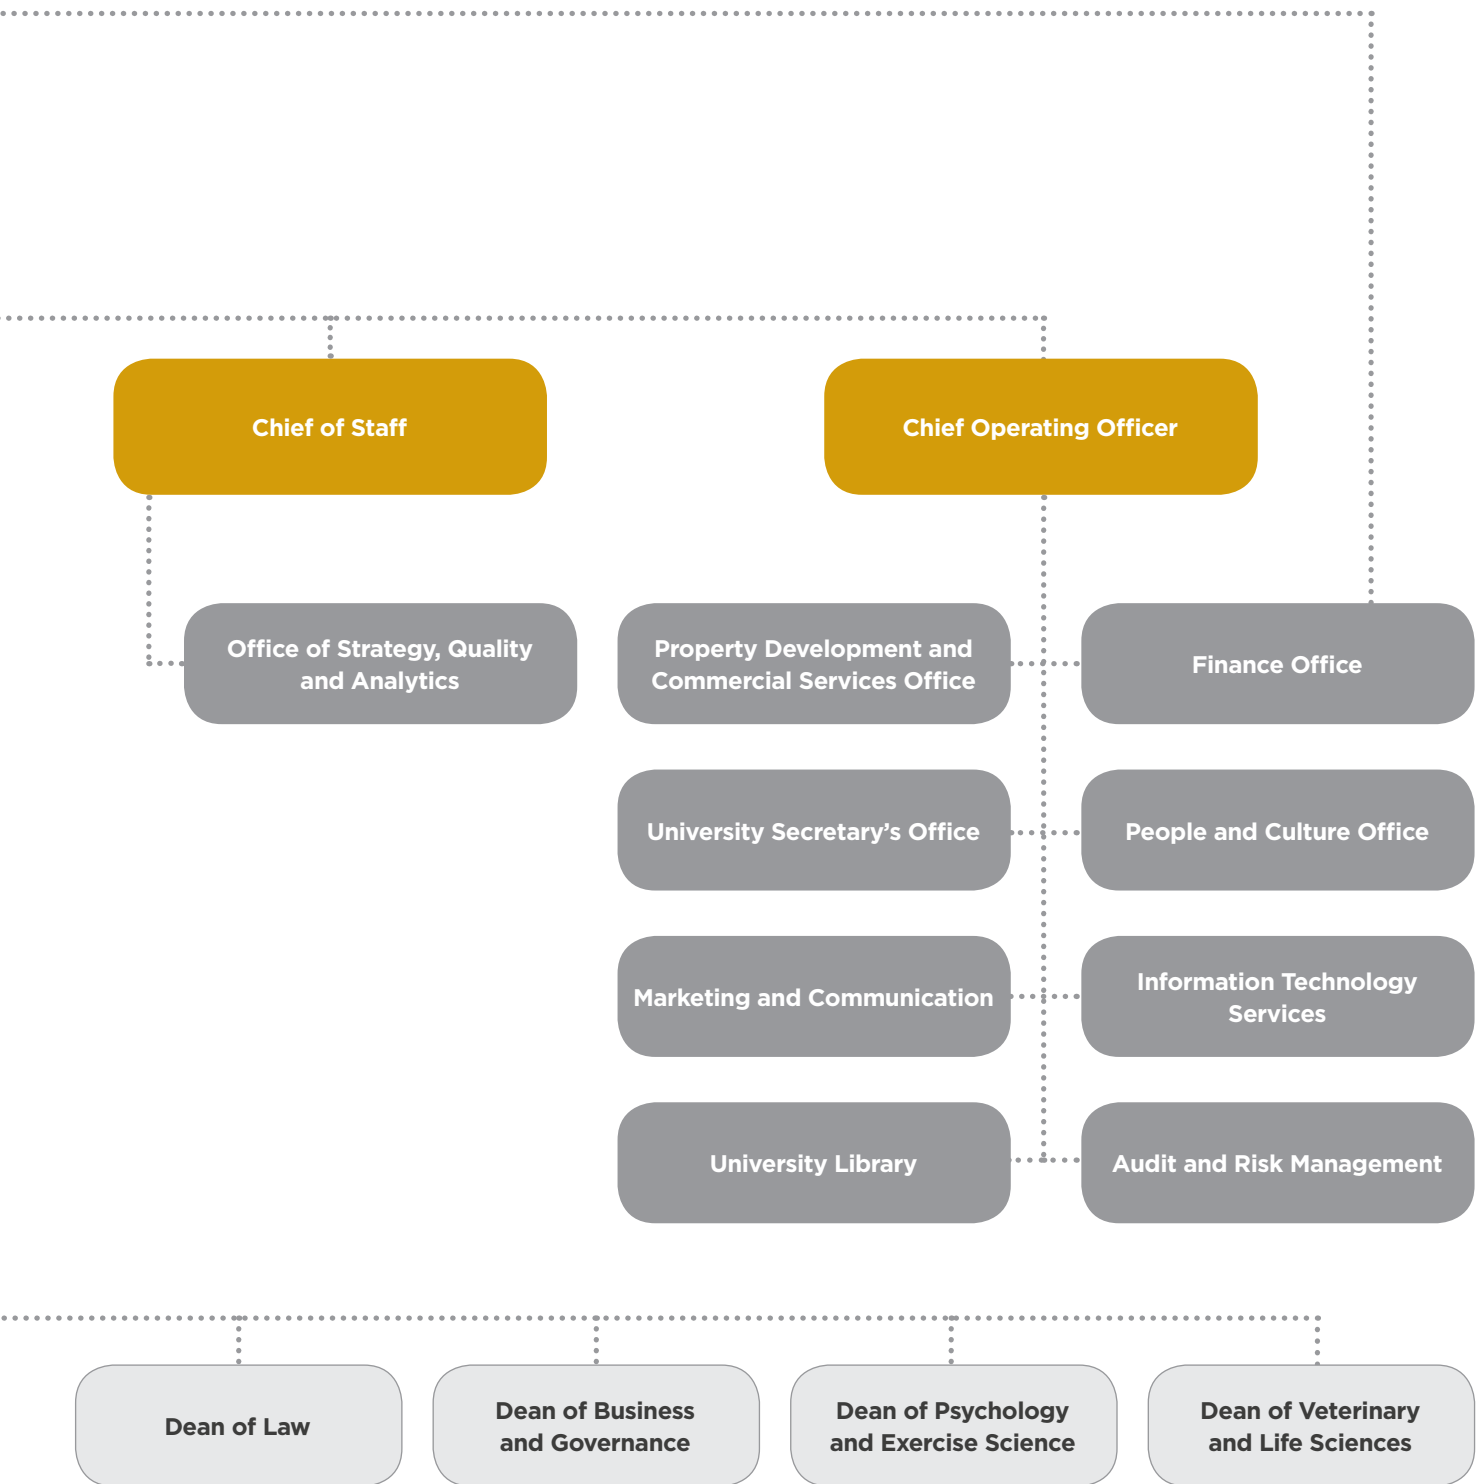 Chief of Staff
Chief Operating Officer
Office of Strategy, Quality
and Analytics
Property Development and
Commercial Services Office
Finance Office
University Secretary’s Office
People and Culture Office
Marketing and Communication
Information Technology
Services
University Library
Audit and Risk Management
Dean of Law
Dean of Business
and Governance
Dean of Psychology
and Exercise Science
Dean of Veterinary
and Life Sciences